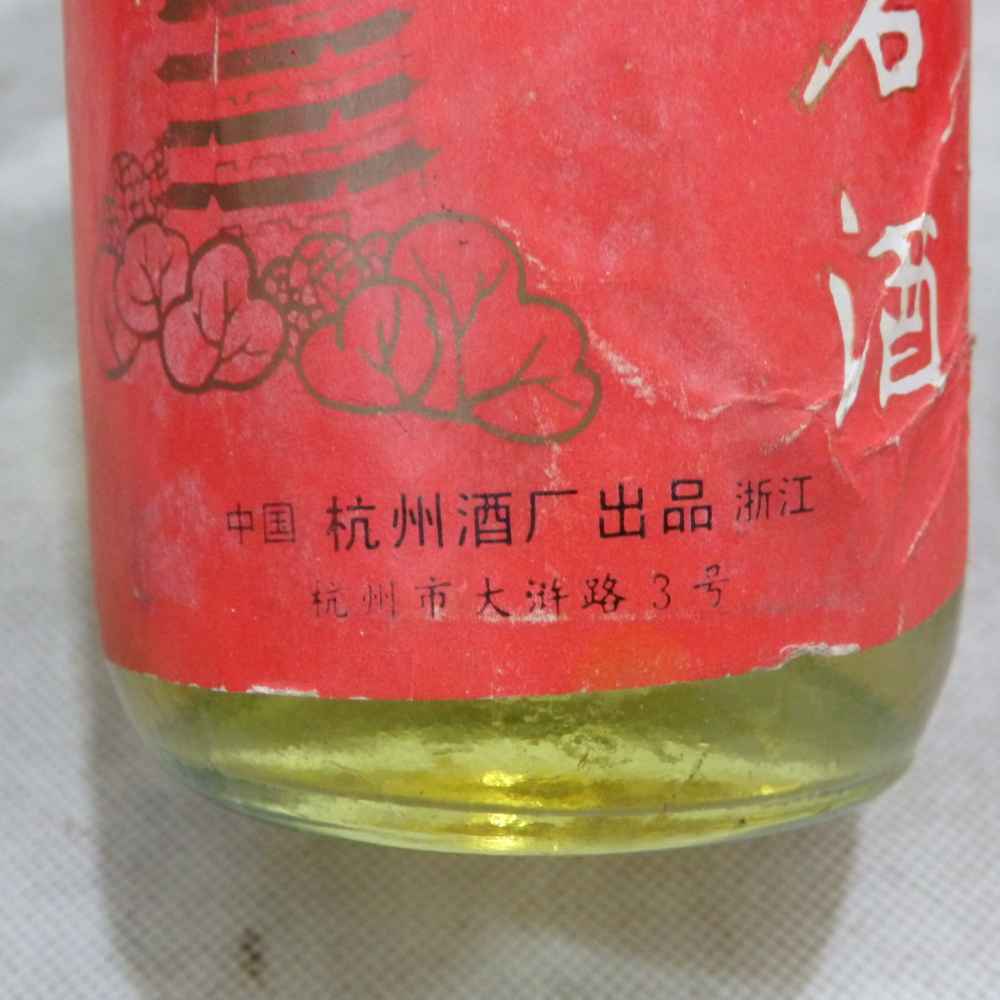 酒
中国 杭州酒厂 出品 浙江
杭州市大浒路3号